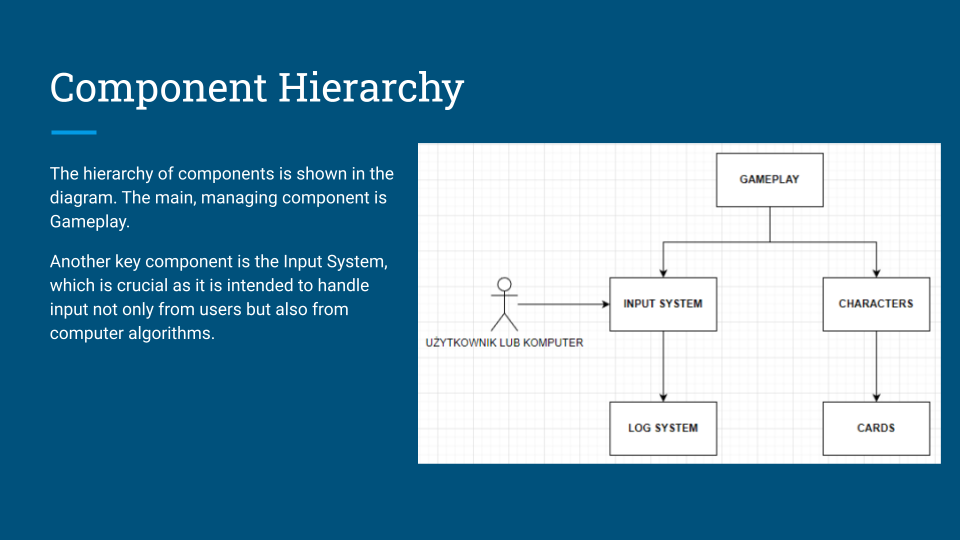 Component Hierarchy
The hierarchy of components is shown in the
diagram. The main, managing component is
Gameplay.
Another key component is the Input System,
which is crucial as it is intended to handle
input not only from users but also from
computer algorithms.
GAMEPLAY
INPUT SYSTEM
CHARACTERS
UŻYTKOWNIK LUB KOMPUTER
LOG SYSTEM
CARDS